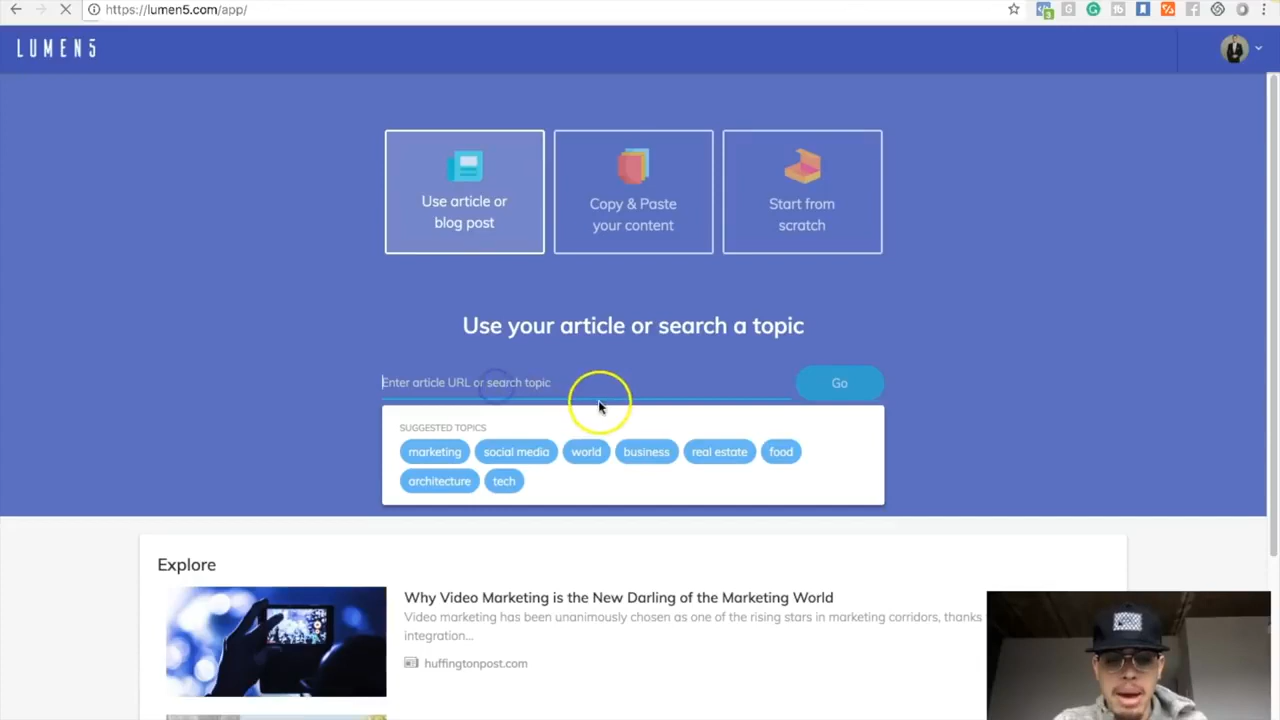 https://lumen5.com/app/
LUMEN5
Use article or
blog post
Copy & Paste
your content
Start from
scratch
Use your article or search a topic
Enter article URL or search topic
Go
SUGGESTED TOPICS
marketing
social media
world
business
real estate
food
architecture
tech
Explore
Why Video Marketing is the New Darling of the Marketing World
Video marketing has been unanimously chosen as one of the rising stars in marketing corridors, thanks
integration...
huffingtonpost.com